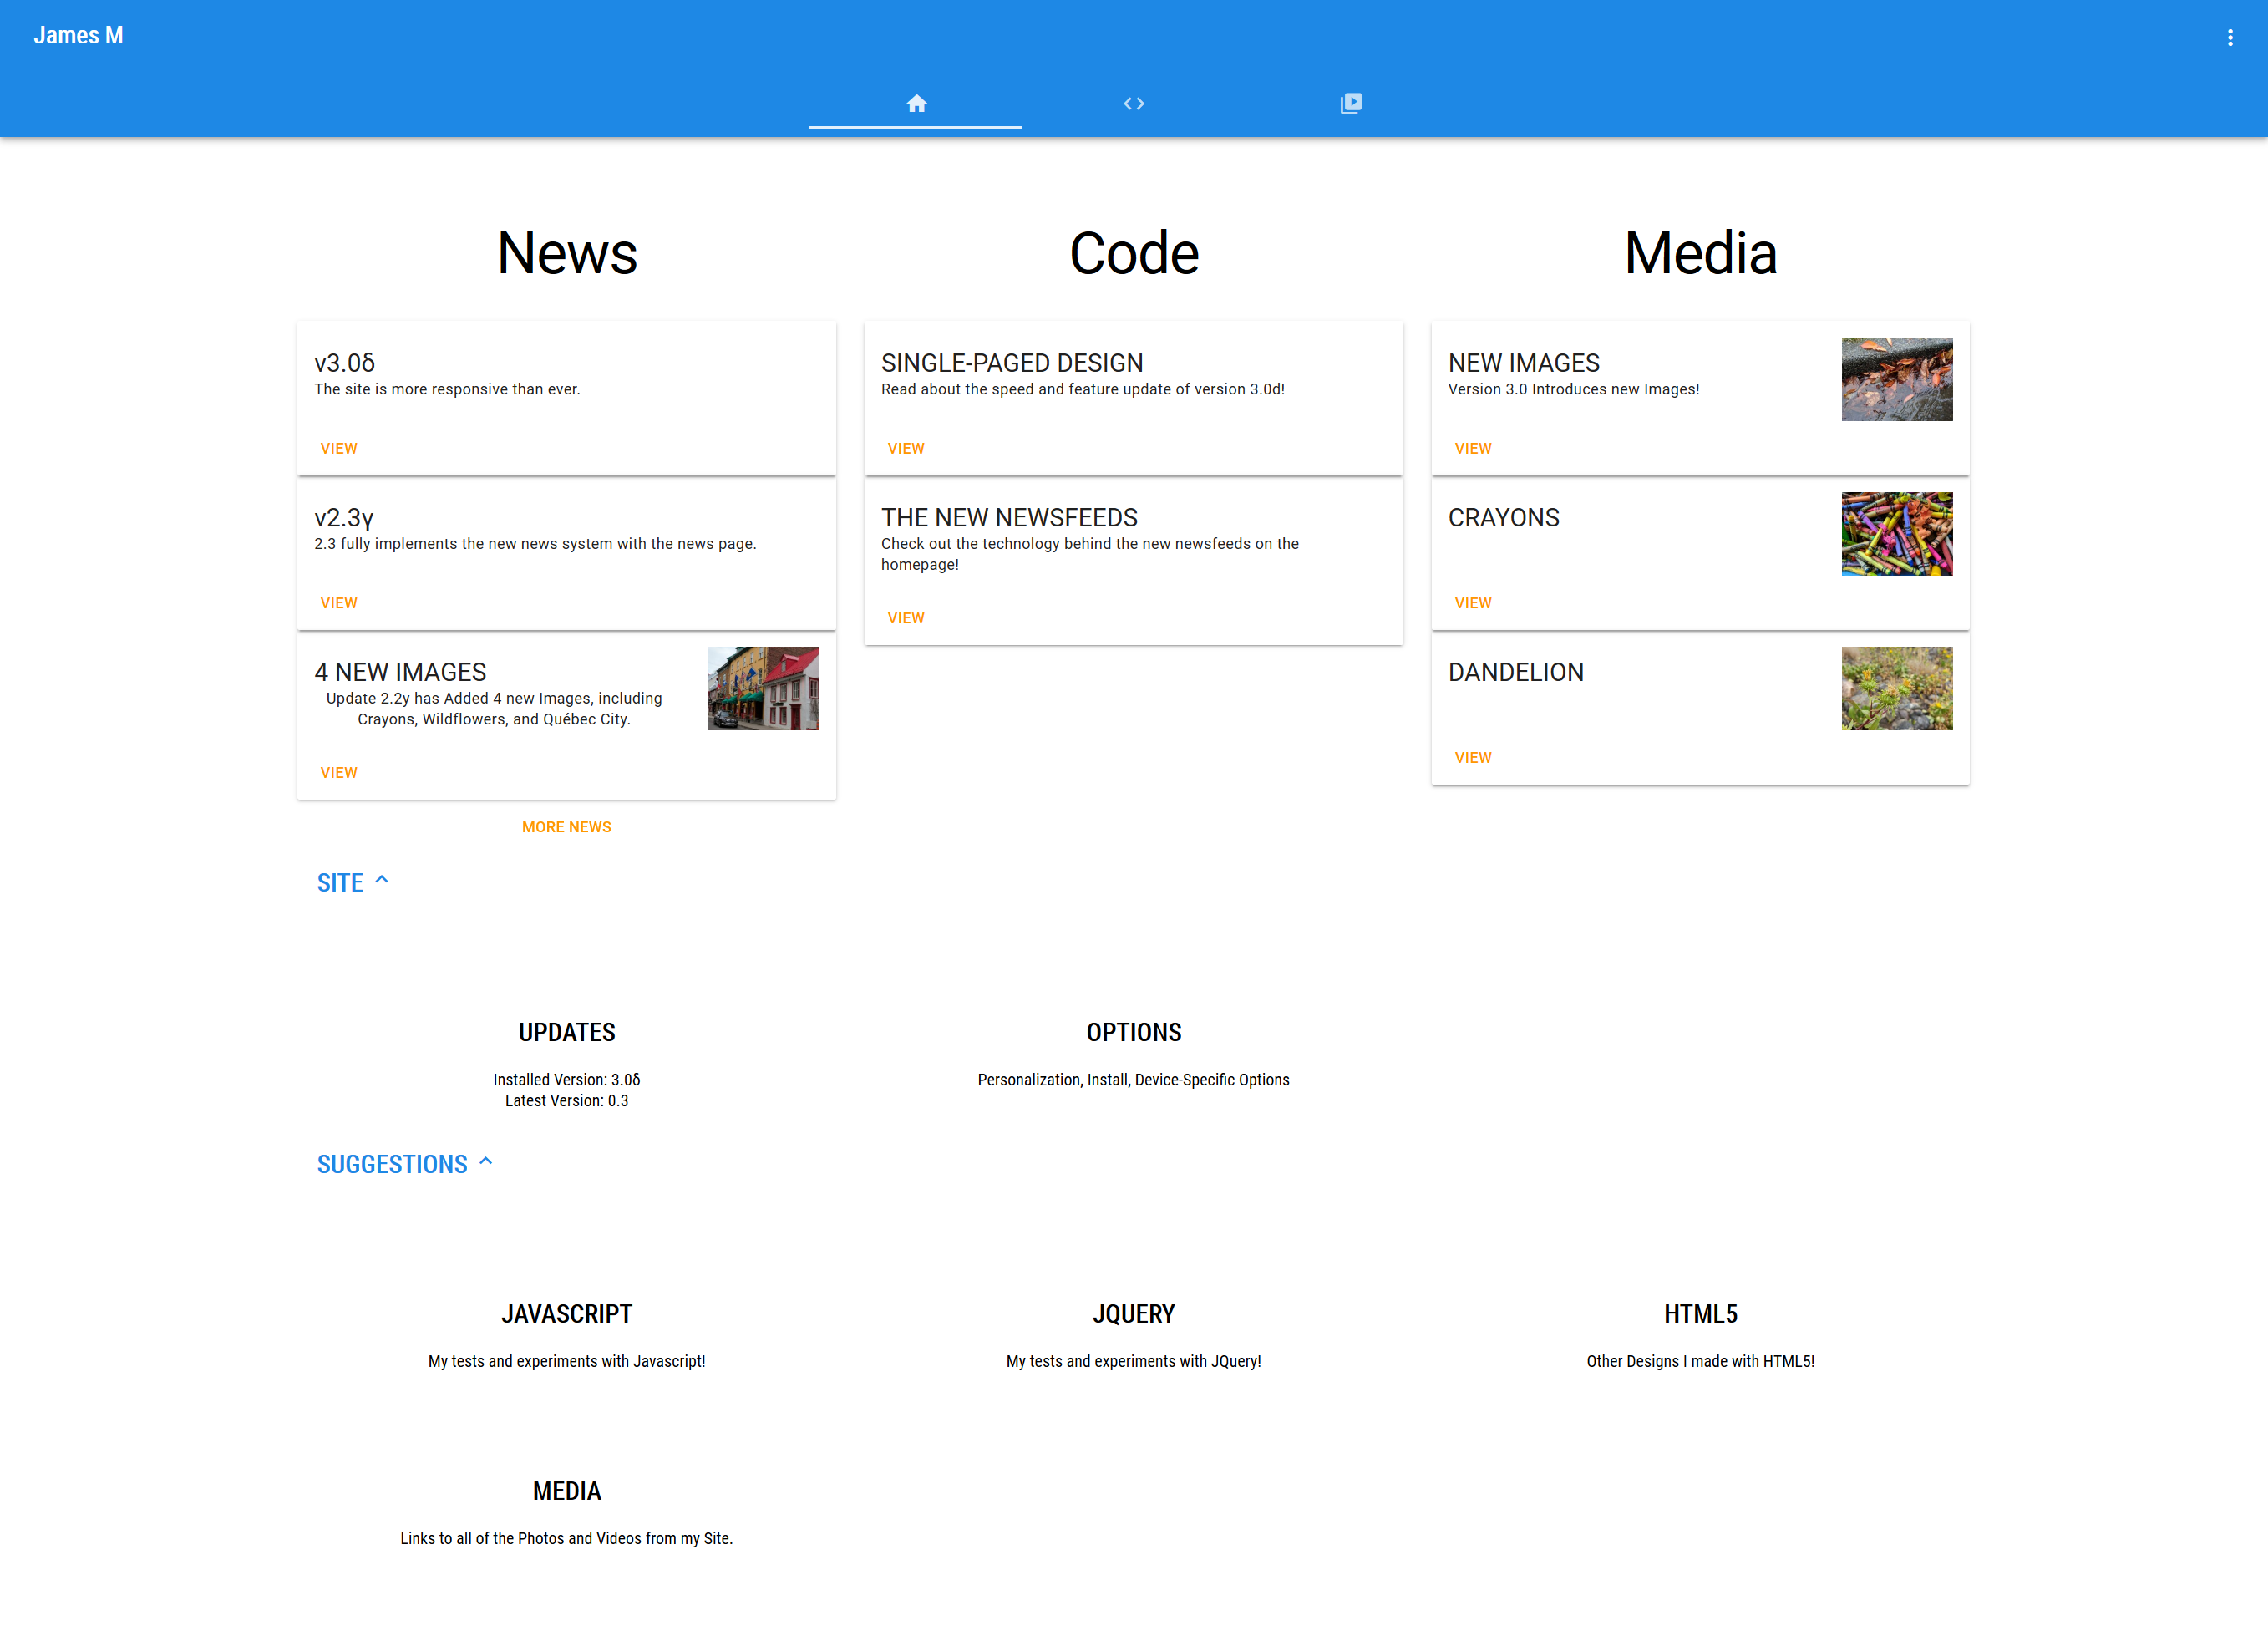 James M
News
v3.0δ
The site is more responsive than ever.
VIEW
v2.3γ
2.3 fully implements the new news system with the news page.
VIEW
4 NEW IMAGES
Update 2.2y has Added 4 new Images, including
Crayons, Wildflowers, and Québec City.
VIEW
MORE NEWS
Code
SINGLE-PAGED DESIGN
Read about the speed and feature update of version 3.0d!
VIEW
THE NEW NEWSFEEDS
Check out the technology behind the new newsfeeds on the
homepage!
VIEW
Media
NEW IMAGES
Version 3.0 Introduces new Images!
VIEW
CRAYONS
VIEW
DANDELION
VIEW
SITE
UPDATES
Installed Version: 3.0δ
Latest Version: 0.3
OPTIONS
Personalization, Install, Device-Specific Options
SUGGESTIONS
JAVASCRIPT
My tests and experiments with Javascript!
JQUERY
My tests and experiments with JQuery!
HTML5
Other Designs I made with HTML5!
MEDIA
Links to all of the Photos and Videos from my Site.